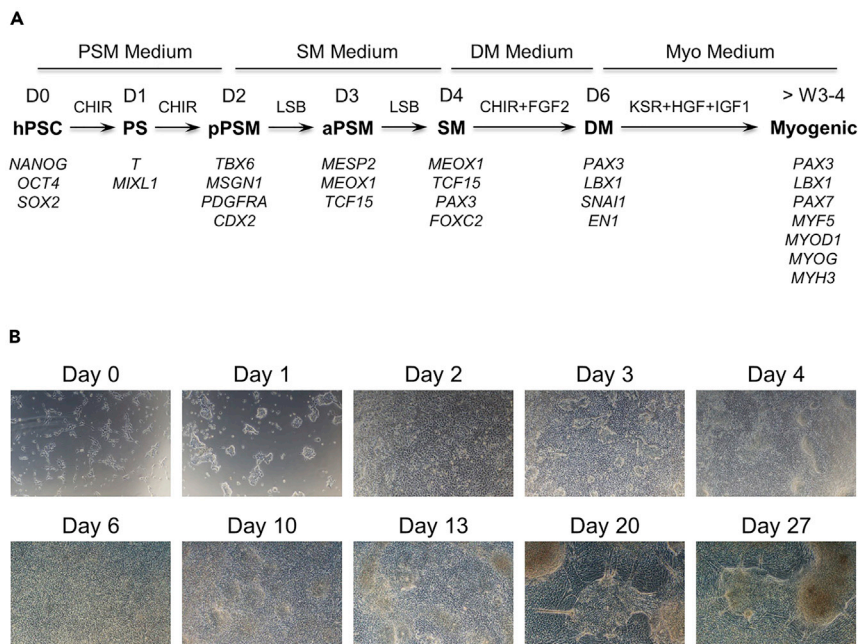 A
PSM Medium SM Medium DM Medium Myo Medium
D0 D1 D2 D3 D4 D6 > W3-4
CHIR CHIR LSB LSB CHIR+FGF2 KSR+HGF+IGF1
hPSC PS pPSM aPSM SM DM Myogenic
NANOG T TBX6 MESP2 MEOX1 PAX3 PAX3
OCT4 MIXL1 MSGN1 MEOX1 TCF15 LBX1 LBX1
SOX2 PDGFRA TCF15 PAX3 SNAI1 PAX7
CDX2 FOXC2 EN1 MYF5
MYOD1
MYOG
MYH3
B
Day 0 Day 1 Day 2 Day 3 Day 4
Day 6 Day 10 Day 13 Day 20 Day 27